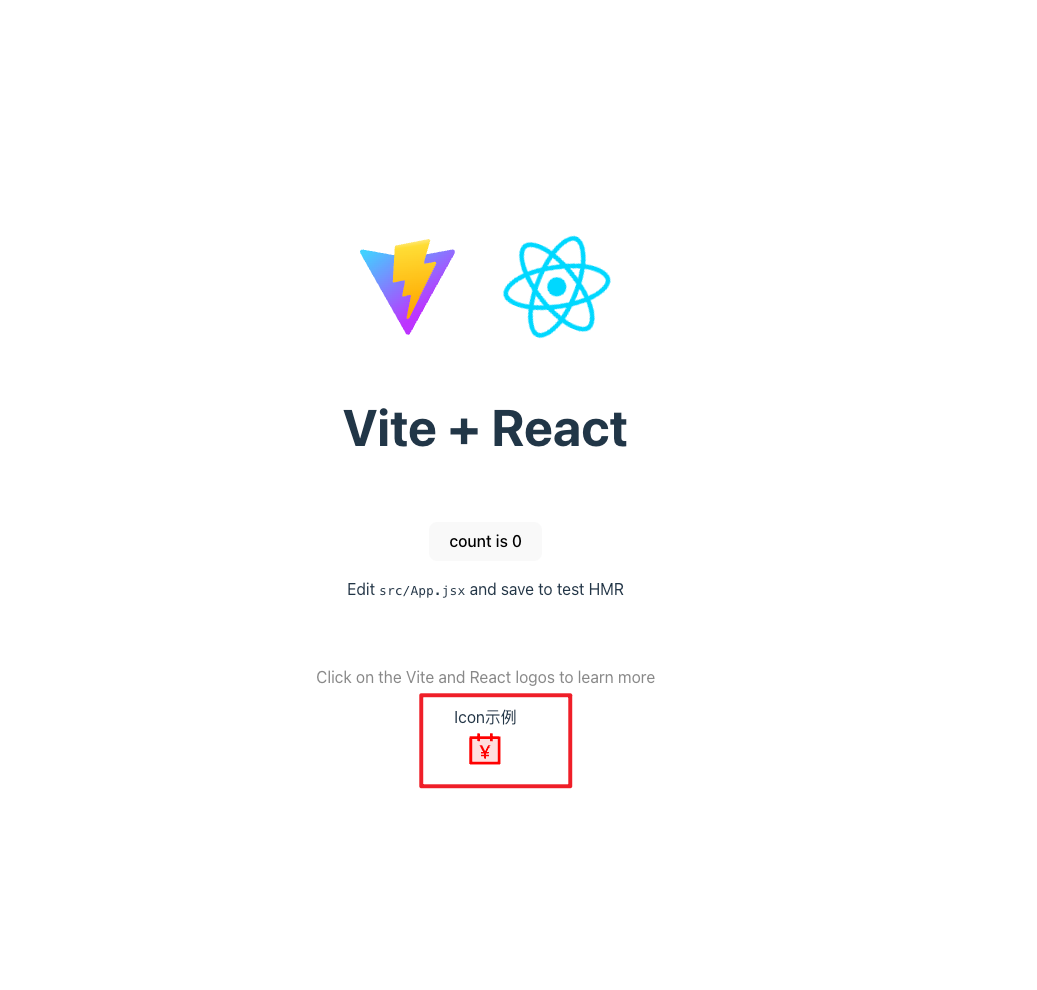 Vite + React
count is 0
Edit src/App.jsx and save to test HMR
Click on the Vite and React logos to learn more
Icon示例
¥